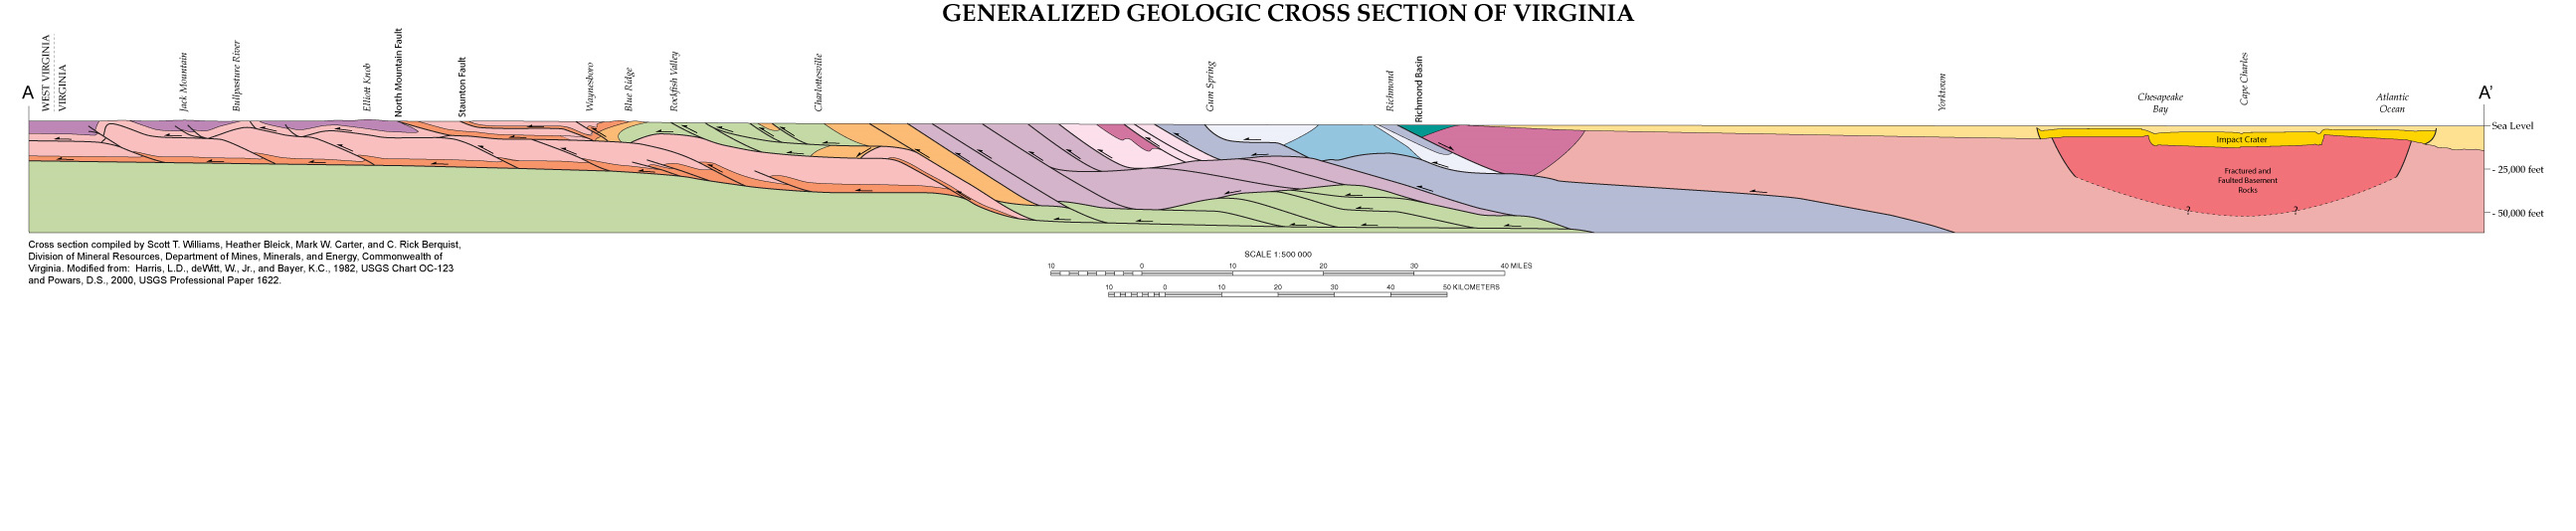 GENERALIZED GEOLOGIC CROSS SECTION OF VIRGINIA
A
WEST VIRGINIA
VIRGINIA
Jack Mountain
Bullpasture River
Elliott Knob
North Mountain Fault
Staunton Fault
Waynesboro
Blue Ridge
Rockfish Valley
Charlottesville
Gum Spring
Richmond
Richmond Basin
Yorktown
Chesapeake
Bay
Cape Charles
Atlantic
Ocean
A'
Sea Level
- 25,000 feet
- 50,000 feet
Impact Crater
Fractured and
Faulted Basement
Rocks
? ?
Cross section compiled by Scott T. Williams, Heather Bleick, Mark W. Carter, and C. Rick Berquist,
Division of Mineral Resources, Department of Mines, Minerals, and Energy, Commonwealth of
Virginia. Modified from: Harris, L.D., deWitt, W., Jr., and Bayer, K.C., 1982, USGS Chart OC-123
and Powars, D.S., 2000, USGS Professional Paper 1622.
SCALE 1:500 000
10 0 10 20 30 40 MILES
10 0 10 20 30 40 50 KILOMETERS